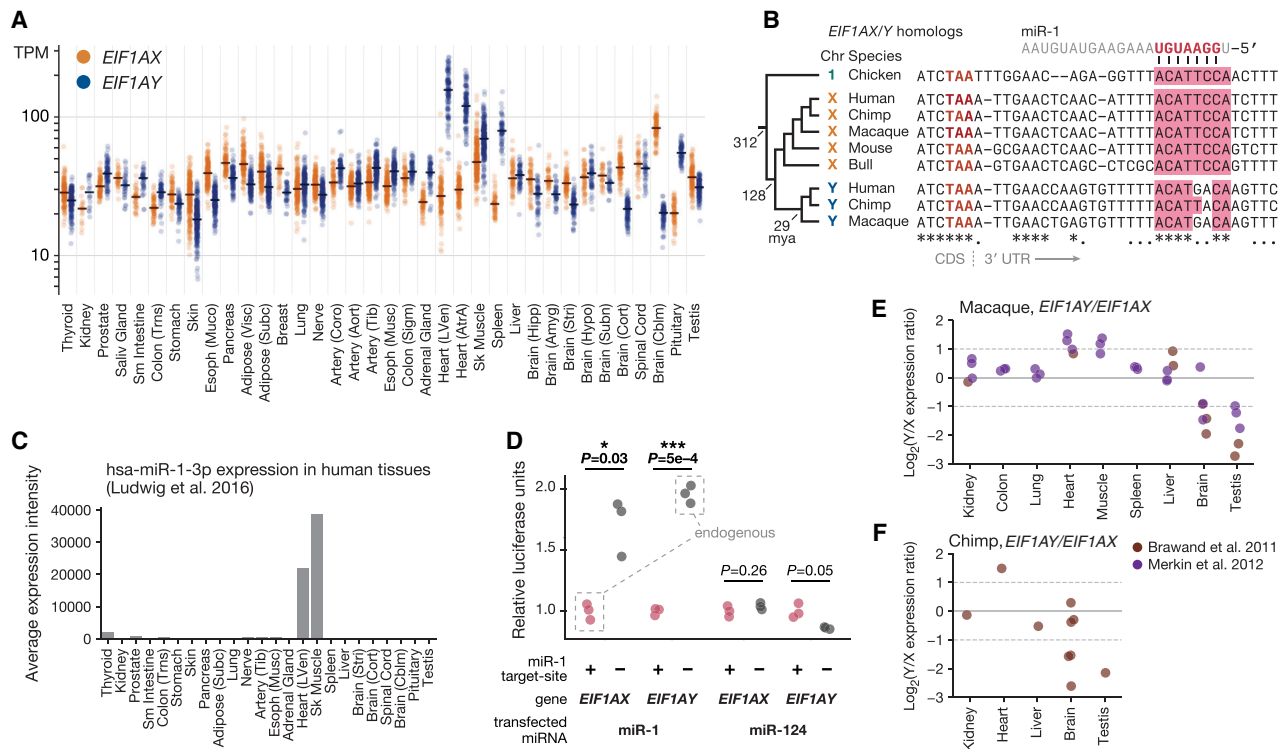 A
TPM
EIF1AX
EIF1AY
100
10
Thyroid
Kidney
Prostate
Saliv Gland
Sm Intestine
Colon (Trns)
Stomach
Skin
Esoph (Muco)
Pancreas
Adipose (Visc)
Adipose (Subc)
Breast
Lung
Nerve
Artery (Coro)
Artery (Aort)
Artery (Tib)
Esoph (Musc)
Colon (Sigm)
Adrenal Gland
Heart (LVen)
Heart (AtrA)
Sk Muscle
Spleen
Liver
Brain (Hipp)
Brain (Amyg)
Brain (Stri)
Brain (Hypo)
Brain (Subn)
Brain (Cort)
Spinal Cord
Brain (Cblm)
Pituitary
Testis
B
EIF1AX/Y homologs
miR-1
AAUGUAUGAAGAAAUGUAAGGU–5′
Chr Species
1 Chicken ATCTAATTTGGAAC––AGA–GGTTTACATTCCAACTTT
X Human ATCTAA–TTGAACTCAAC–ATTTTACATTCCATCTTT
X Chimp ATCTAA–TTGAACTCAAC–ATTTTACATTCCATCTTT
X Macaque ATCTAA–TTGAACTCAAC–ATTTTACATTCCATCTTT
X Mouse ATCTAA–GCGAACTCAAC–ATTTTACATTCCAGTCTT
X Bull ATCTAA–TTGAACTCAGC–CTCGCACATTCCAAGTTT
Y Human ATCTAA–TTGAACCAAGTGTTTTTACATGACAAGTTC
Y Chimp ATCTAA–TTGAACCAAGTGTTTTTACATTACAAGTTC
Y Macaque ATCTAA–TTGAACTGAGTGTTTTTACATGACAAGTTC
******. **** *. ... ****..** ...
312
128
29
mya
CDS
3′ UTR
C
hsa-miR-1-3p expression in human tissues
(Ludwig et al. 2016)
Average expression intensity
40000
30000
20000
10000
0
Thyroid
Kidney
Prostate
Sm Intestine
Colon (Trns)
Stomach
Skin
Pancreas
Adipose (Subc)
Lung
Nerve
Artery (Tib)
Esoph (Musc)
Adrenal Gland
Heart (LVen)
Sk Muscle
Spleen
Liver
Brain (Stri)
Brain (Cort)
Spinal Cord
Brain (Cblm)
Pituitary
Testis
D
Relative luciferase units
2.0
1.5
1.0
*
P=0.03
***
P=5e–4
endogenous
P=0.26
P=0.05
miR-1
target-site
+ – + – + – + –
gene
EIF1AX EIF1AY EIF1AX EIF1AY
transfected
miRNA
miR-1 miR-124
E
Macaque, EIF1AY/EIF1AX
Log2(Y/X expression ratio)
2
1
0
–1
–2
–3
Kidney
Colon
Lung
Heart
Muscle
Spleen
Liver
Brain
Testis
F
Chimp, EIF1AY/EIF1AX
Log2(Y/X expression ratio)
2
1
0
–1
–2
–3
Kidney
Heart
Liver
Brain
Testis
Brawand et al. 2011
Merkin et al. 2012